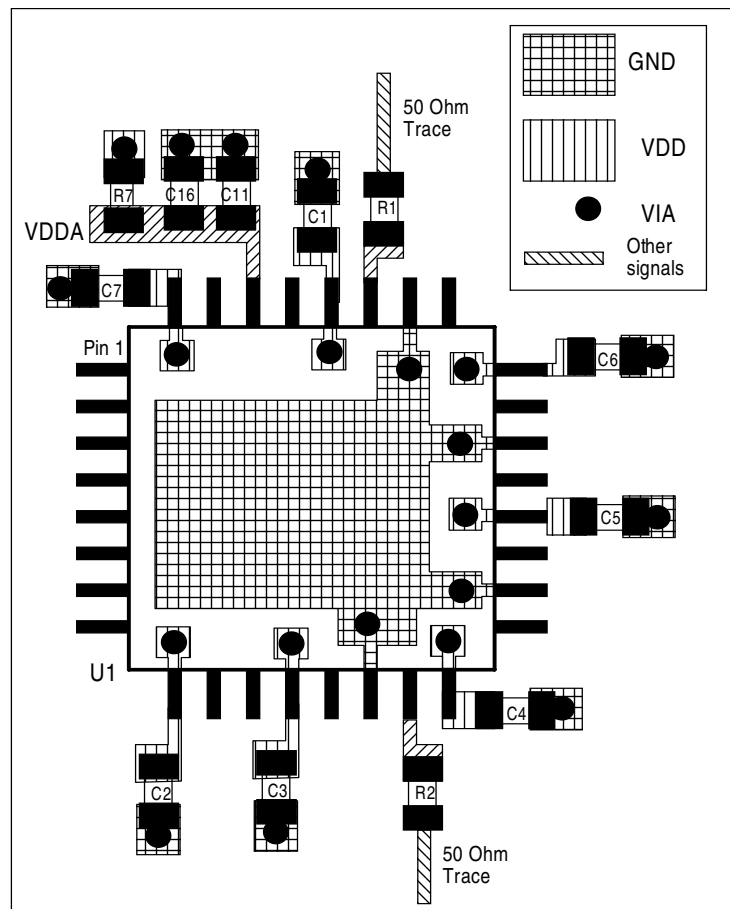 GND
50 Ohm
Trace
VDD
R7
C16
C11
C1
R1
VIA
VDDA
Other
signals
C7
Pin 1
C6
C5
U1
C4
C2
C3
R2
50 Ohm
Trace